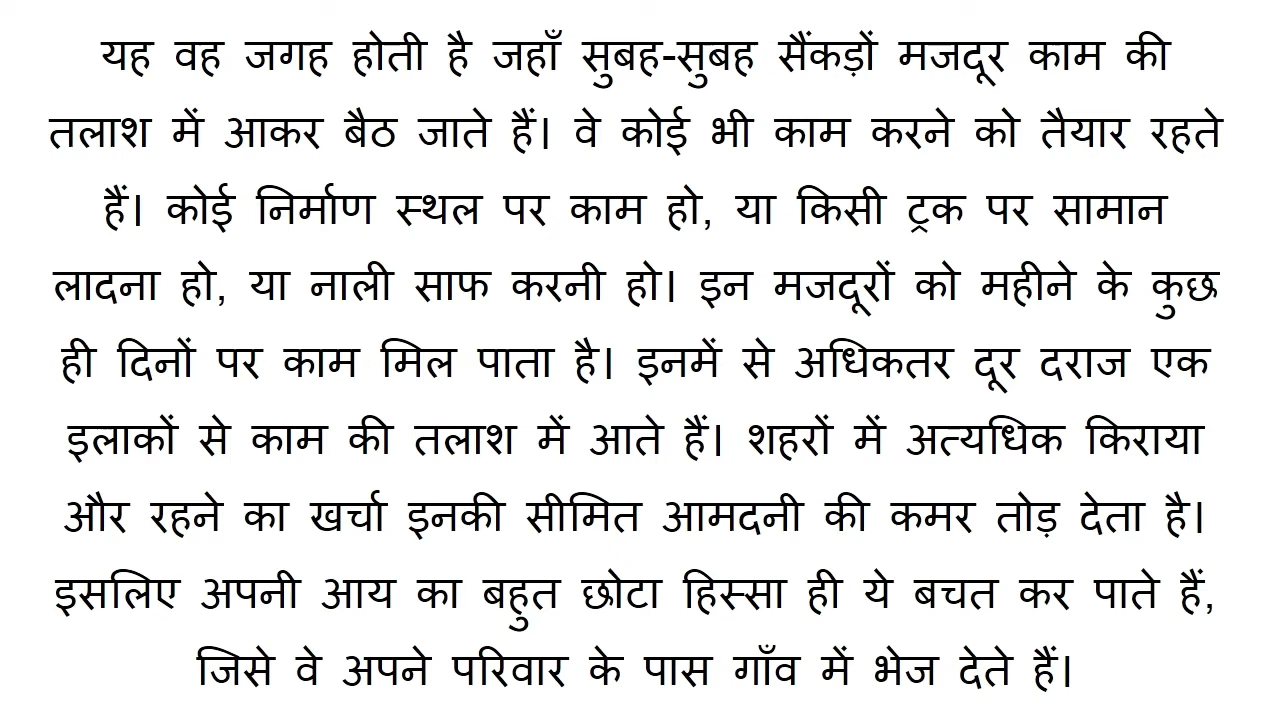 यह वह जगह होती है जहाँ सुबह-सुबह सैंकड़ों मजदूर काम की
तलाश में आकर बैठ जाते हैं। वे कोई भी काम करने को तैयार रहते
हैं। कोई निर्माण स्थल पर काम हो, या किसी ट्रक पर सामान
लादना हो, या नाली साफ करनी हो। इन मजदूरों को महीने के कुछ
ही दिनों पर काम मिल पाता है। इनमें से अधिकतर दूर दराज एक
इलाकों से काम की तलाश में आते हैं। शहरों में अत्यधिक किराया
और रहने का खर्चा इनकी सीमित आमदनी की कमर तोड़ देता है।
इसलिए अपनी आय का बहुत छोटा हिस्सा ही ये बचत कर पाते हैं,
जिसे वे अपने परिवार के पास गाँव में भेज देते हैं।